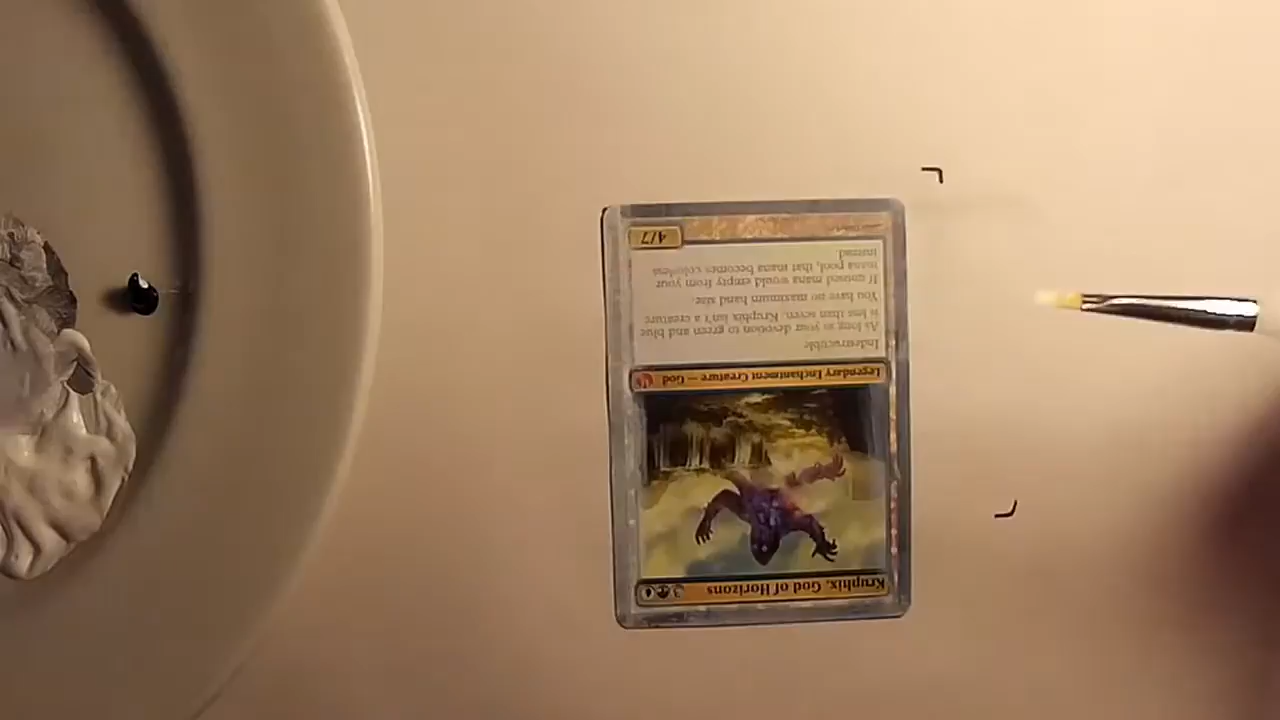 Kruphix, God of Horizons 3
Legendary Enchantment Creature — God
Indestructible
As long as your devotion to green and blue
is less than seven, Kruphix isn't a creature
You have no maximum hand size.
If unused mana would empty from your
mana pool, that mana becomes colorless
instead
4/7